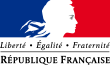 Liberté • Égalité • Fraternité
RÉPUBLIQUE FRANÇAISE